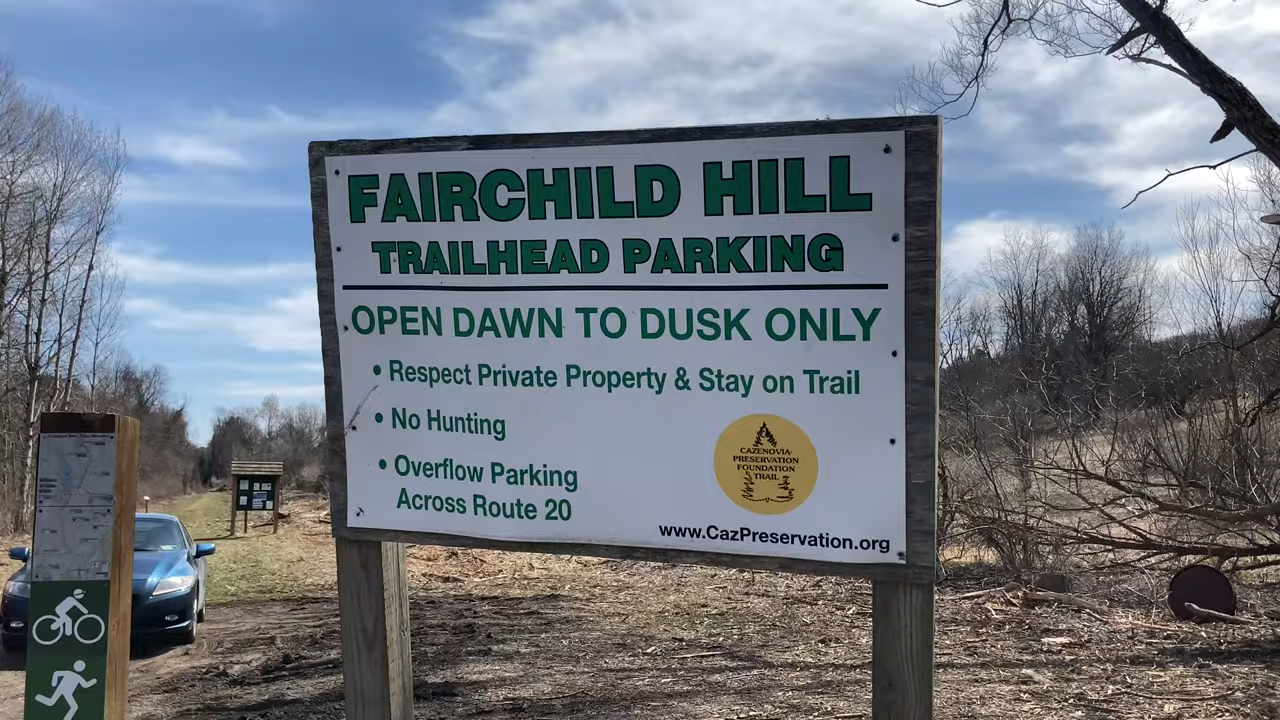 FAIRCHILD HILL
TRAILHEAD PARKING
OPEN DAWN TO DUSK ONLY
• Respect Private Property & Stay on Trail
• No Hunting
• Overflow Parking
Across Route 20
CAZENOVIA
PRESERVATION
FOUNDATION
TRAIL
www.CazPreservation.org